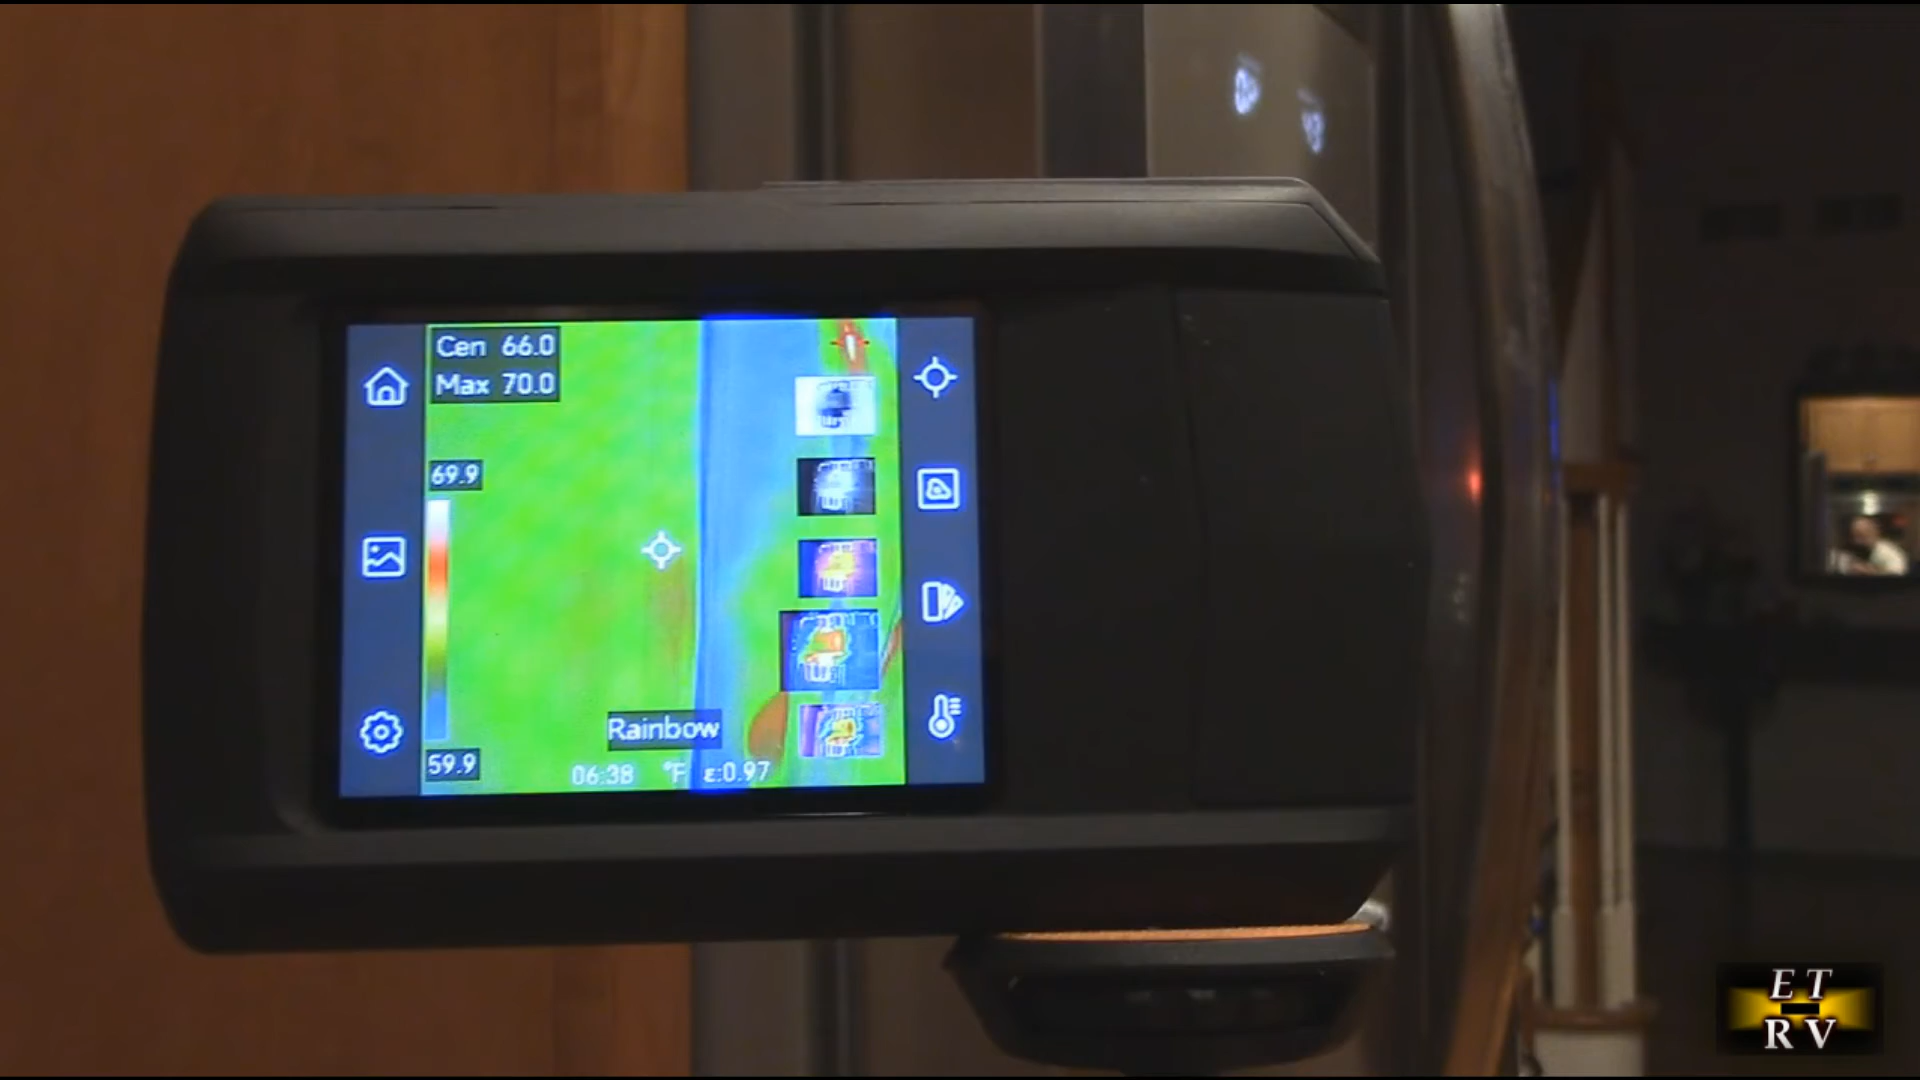 Cen 66.0
Max 70.0
69.9
Rainbow
59.9
06:38 °F ε:0.97
ET
RV